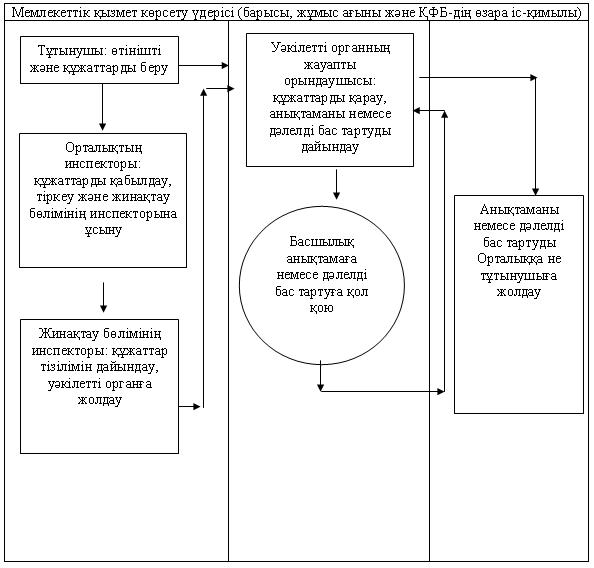 Мемлекеттік қызмет көрсету үдерісі (барысы, жұмыс ағыны және КФБ-дің өзара іс-қимылы)
Тұтынушы: өтінішті
және құжаттарды беру
Орталықтың
инспекторы:
құжаттарды қабылдау,
тіркеу және жинақтау
бөлімінің инспекторына
ұсыну
Жинақтау бөлімінің
инспекторы: құжаттар
тізілімін дайындау,
уәкілетті органға
жолдау
Уәкілетті органның
жауапты
орындаушысы:
құжаттарды қарау,
анықтаманы немесе
дәлелді бас тартуды
дайындау
Басшылық
анықтамаға
немесе дәлелді
бас тартуға қол
қою
Анықтаманы
немесе дәлелді
бас тартуды
Орталыққа не
тұтынушыға
жолдау